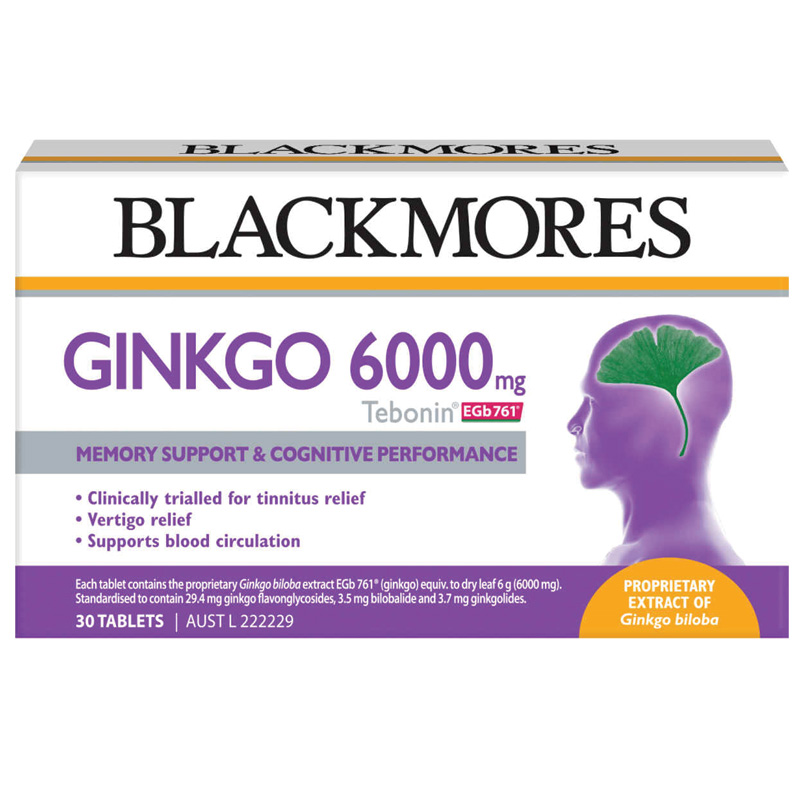 BLACKMORES
BLACKMORES
GINKGO 6000mg
Tebonin® EGb761®
MEMORY SUPPORT & COGNITIVE PERFORMANCE
• Clinically trialled for tinnitus relief
• Vertigo relief
• Supports blood circulation
Each tablet contains the proprietary Ginkgo biloba extract EGb 761® (ginkgo) equiv. to dry leaf 6 g (6000 mg).
Standardised to contain 29.4 mg ginkgo flavonglycosides, 3.5 mg bilobalide and 3.7 mg ginkgolides.
30 TABLETS | AUST L 222229
PROPRIETARY
EXTRACT OF
Ginkgo biloba